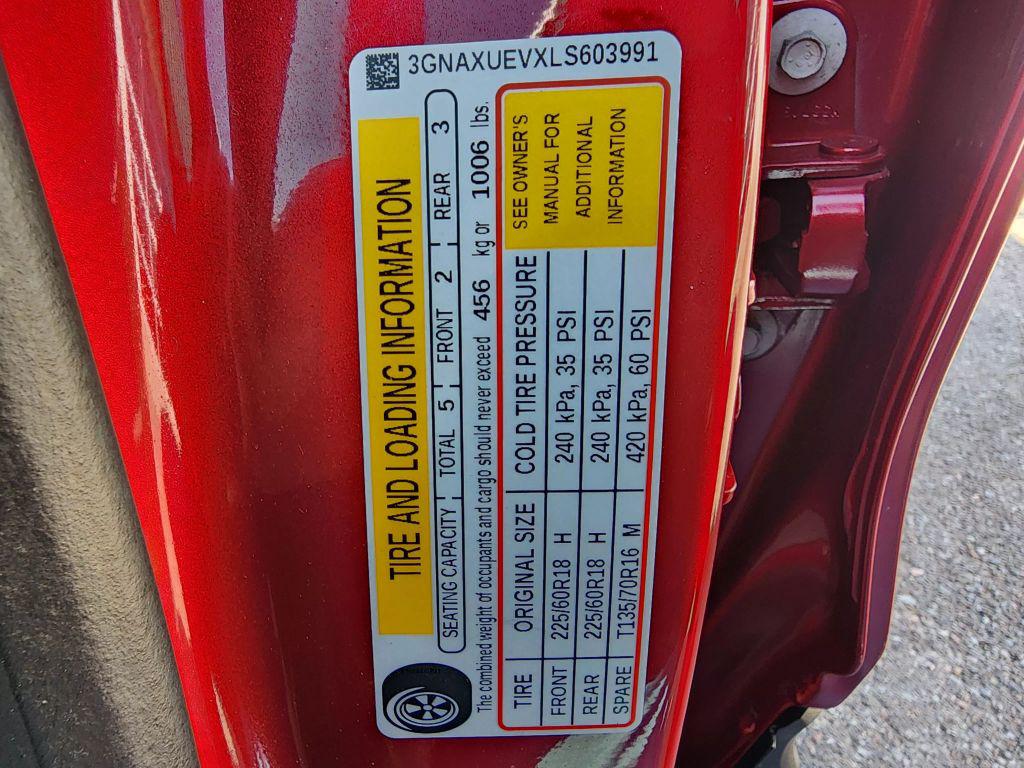 3GNAXUEVXLS603991
TIRE AND LOADING INFORMATION
SEATING CAPACITY TOTAL 5 FRONT 2 REAR 3
The combined weight of occupants and cargo should never exceed 456 kg or 1006 lbs.
TIRE ORIGINAL SIZE COLD TIRE PRESSURE
FRONT 225/60R18 H 240 kPa, 35 PSI
REAR 225/60R18 H 240 kPa, 35 PSI
SPARE T135/70R16 M 420 kPa, 60 PSI
SEE OWNER'S
MANUAL FOR
ADDITIONAL
INFORMATION